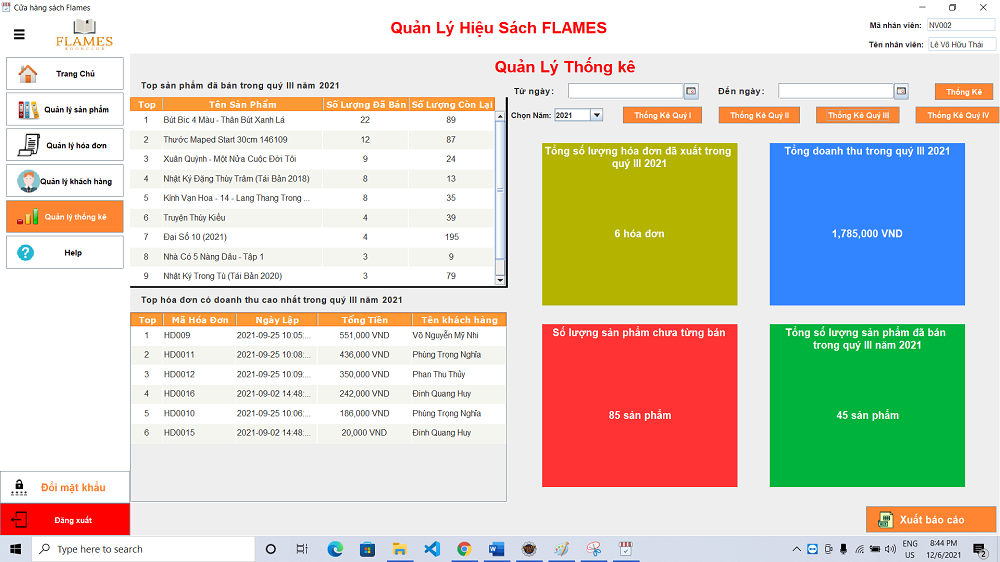 Cửa hàng sách Flames
FLAMES
BOOKCLUB
Quản Lý Hiệu Sách FLAMES
Mã nhân viên: NV002
Tên nhân viên: Lê Võ Hữu Thái
Trang Chủ
Quản lý sản phẩm
Quản lý hóa đơn
Quản lý khách hàng
Quản lý thống kê
Help
Đổi mật khẩu
Đăng xuất
Quản Lý Thống kê
Top sản phẩm đã bán trong quý III năm 2021
Top Tên Sản Phẩm Số Lượng Đã Bán Số Lượng Còn Lại
1 Bút Bic 4 Màu - Thân Bút Xanh Lá 22 89
2 Thước Maped Start 30cm 146109 12 87
3 Xuân Quỳnh - Một Nửa Cuộc Đời Tôi 9 24
4 Nhật Ký Đặng Thùy Trâm (Tái Bản 2018) 8 13
5 Kính Vạn Hoa - 14 - Lang Thang Trong ... 8 35
6 Truyện Thúy Kiều 4 39
7 Đại Số 10 (2021) 4 195
8 Nhà Có 5 Nàng Dâu - Tập 1 3 9
9 Nhật Ký Trong Tù (Tái Bản 2020) 3 79
Top hóa đơn có doanh thu cao nhất trong quý III năm 2021
Top Mã Hóa Đơn Ngày Lập Tổng Tiền Tên khách hàng
1 HD009 2021-09-25 10:05:... 551,000 VND Võ Nguyễn Mỹ Nhi
2 HD0011 2021-09-25 10:08:... 436,000 VND Phùng Trọng Nghĩa
3 HD0012 2021-09-25 10:09:... 350,000 VND Phan Thu Thủy
4 HD0016 2021-09-02 14:48:... 242,000 VND Đinh Quang Huy
5 HD0010 2021-09-25 10:06:... 186,000 VND Phùng Trọng Nghĩa
6 HD0015 2021-09-02 14:48:... 20,000 VND Đinh Quang Huy
Từ ngày: Đến ngày: Thống Kê
Chọn Năm: 2021 Thống Kê Quý I Thống Kê Quý II Thống Kê Quý III Thống Kê Quý IV
Tổng số lượng hóa đơn đã xuất trong
quý III 2021
6 hóa đơn
Tổng doanh thu trong quý III 2021
1,785,000 VND
Số lượng sản phẩm chưa từng bán
85 sản phẩm
Tổng số lượng sản phẩm đã bán
trong quý III năm 2021
45 sản phẩm
Xuất báo cáo
Type here to search
ENG
US
8:44 PM
12/6/2021
2